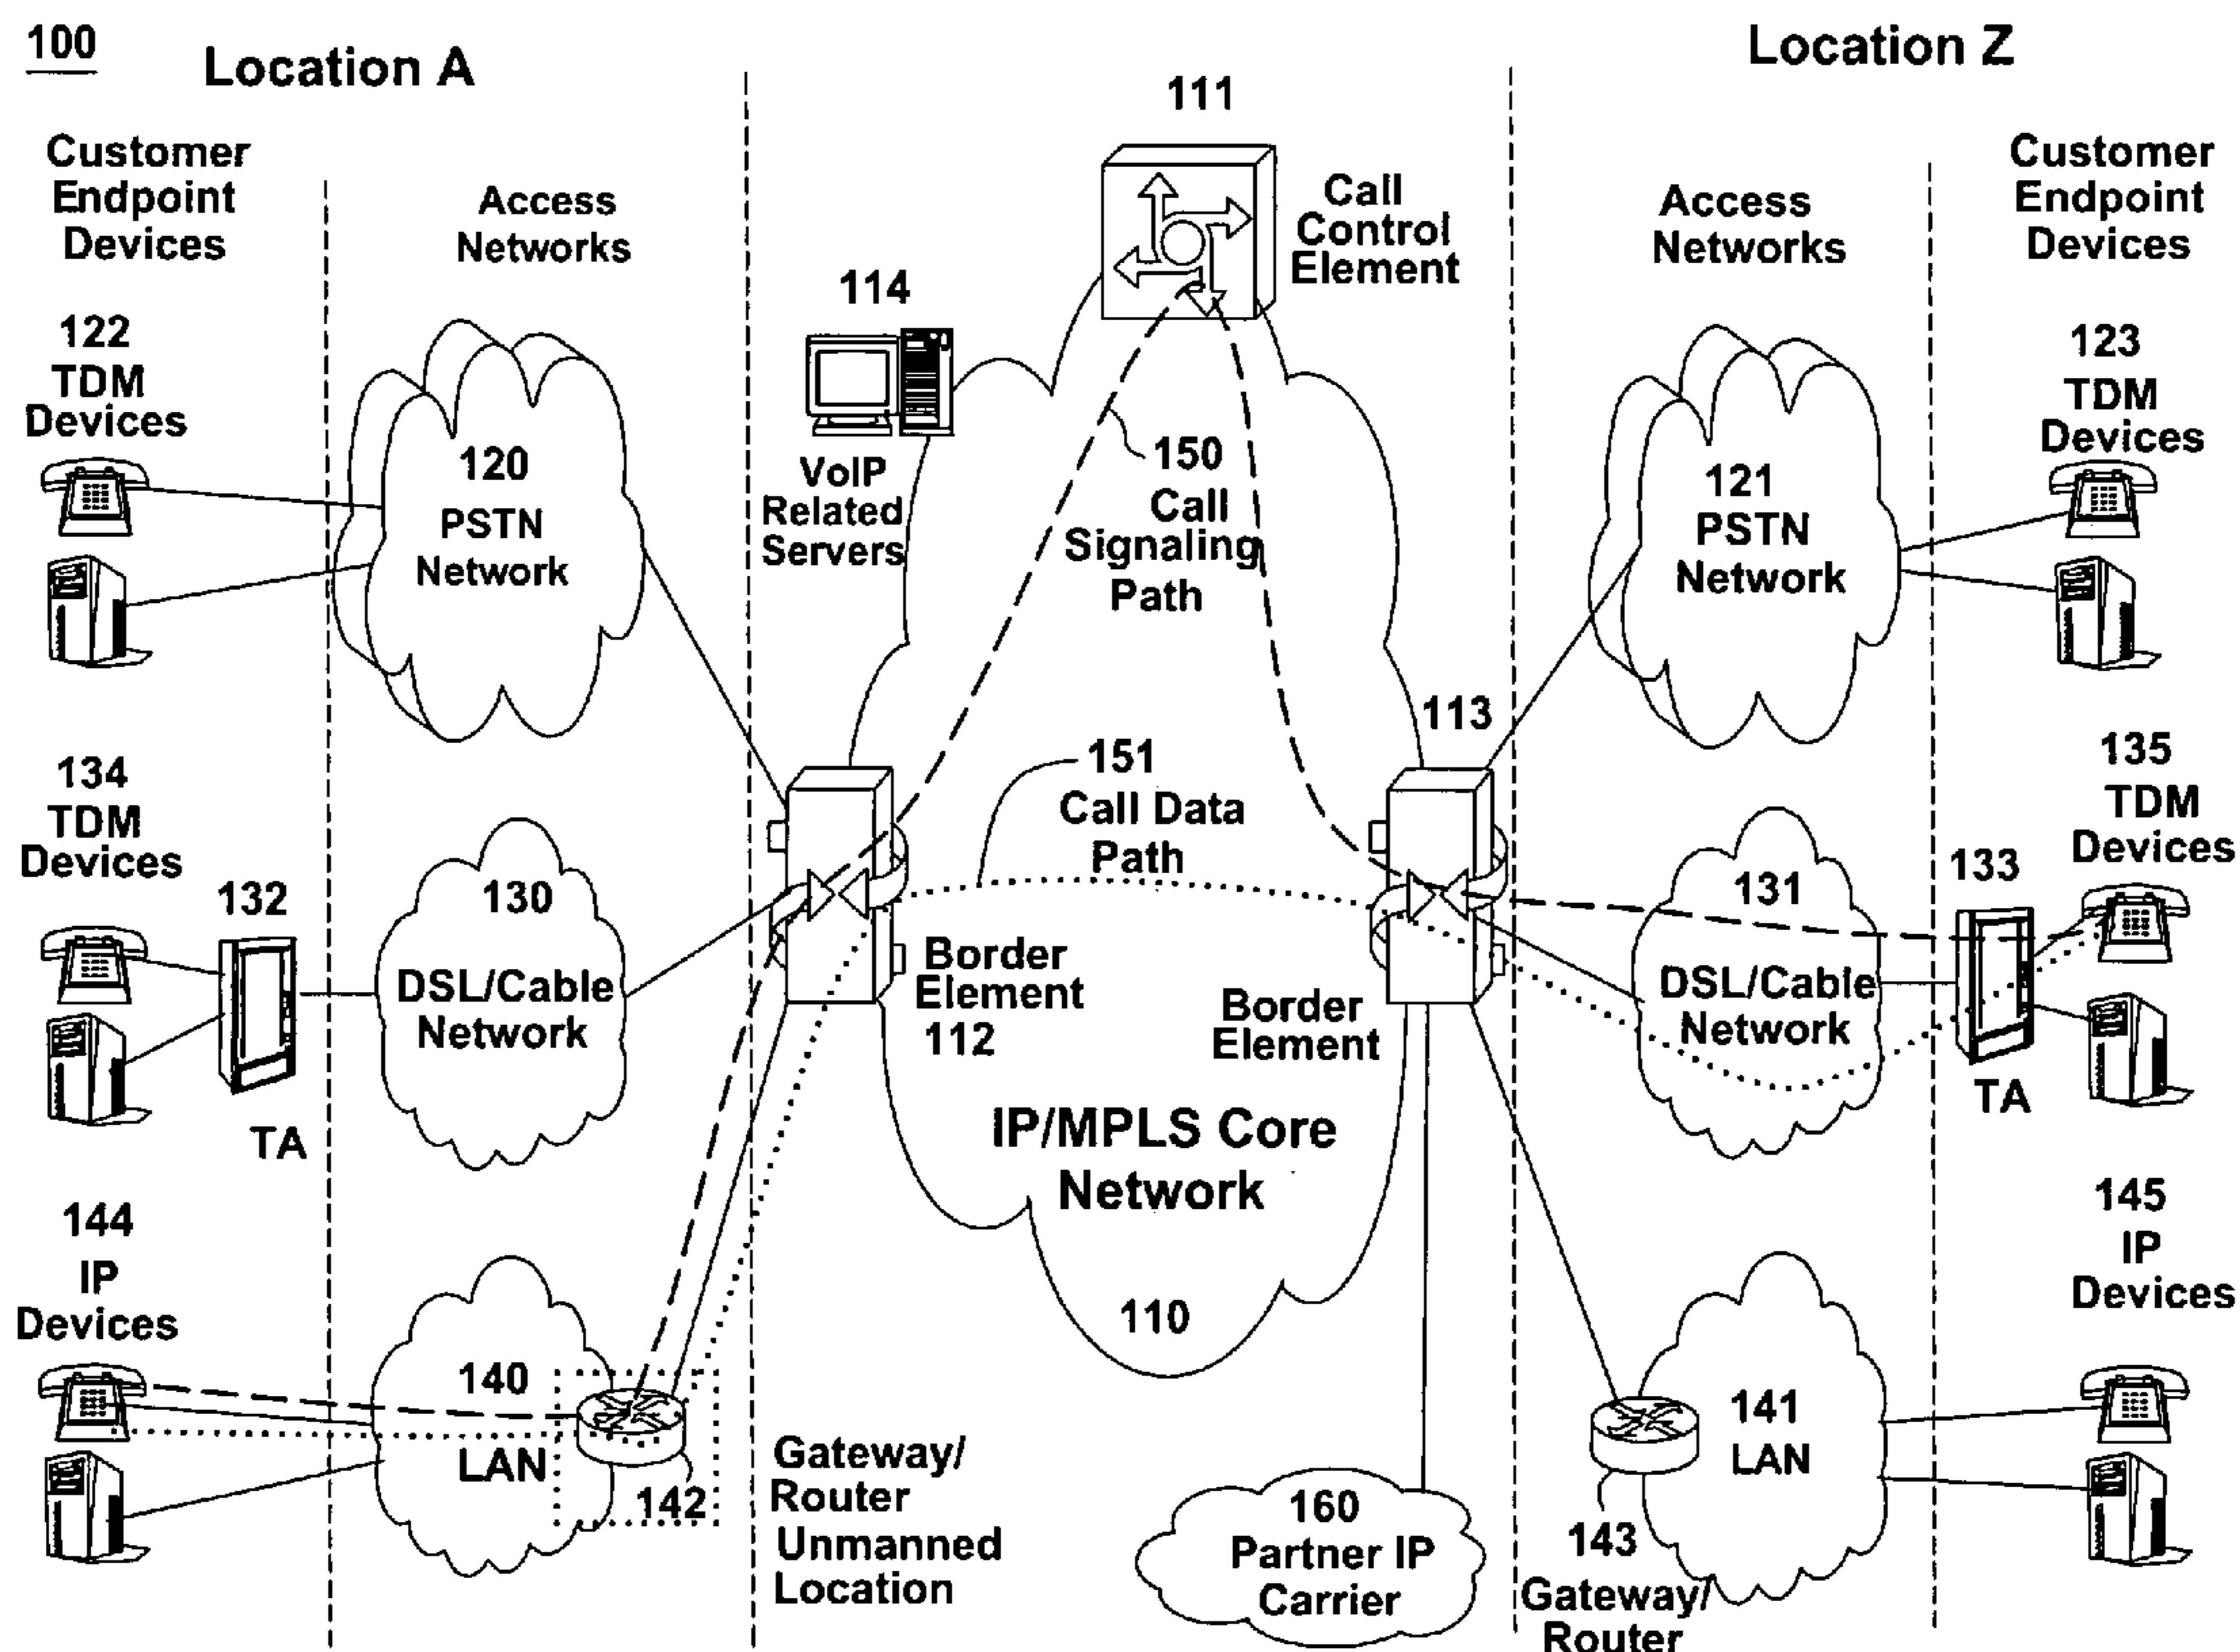 100
Location A
Location Z
111
Customer
Endpoint
Devices
Access
Networks
Call
Control
Element
Access
Networks
Customer
Endpoint
Devices
114
122
TDM
Devices
120
PSTN
Network
VoIP
Related
Servers
150
Call
Signaling
Path
121
PSTN
Network
123
TDM
Devices
113
134
TDM
Devices
132
TA
130
DSL/Cable
Network
151
Call Data
Path
Border
Element
112
Border
Element
131
DSL/Cable
Network
133
TA
135
TDM
Devices
IP/MPLS Core
Network
110
144
IP
Devices
140
LAN
142
Gateway/
Router
Unmanned
Location
160
Partner IP
Carrier
141
LAN
143
Gateway/
Router
145
IP
Devices